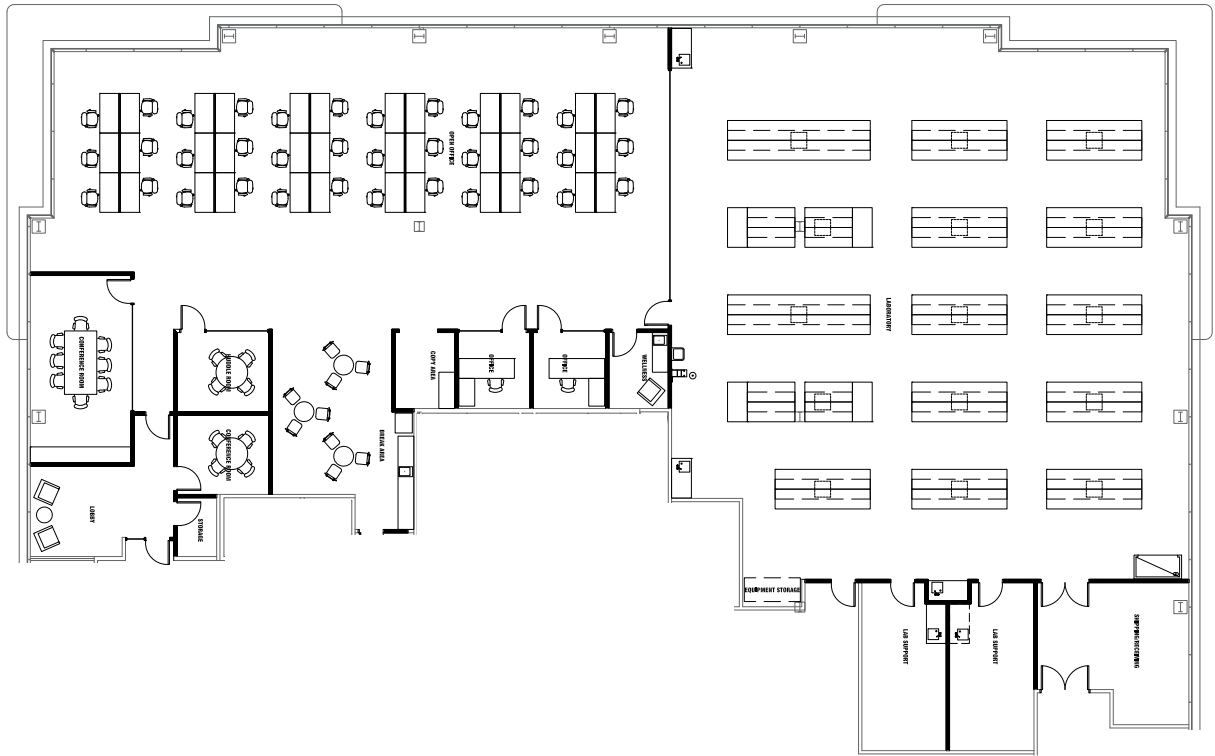 OPEN OFFICE
LABORATORY
CONFERENCE ROOM
HUDDLE ROOM
COPY AREA
OFFICE
OFFICE
WELLNESS
CONFERENCE ROOM
BREAK AREA
LOBBY
STORAGE
EQUIPMENT STORAGE
LAB SUPPORT
LAB SUPPORT
SHIPPING/RECEIVING